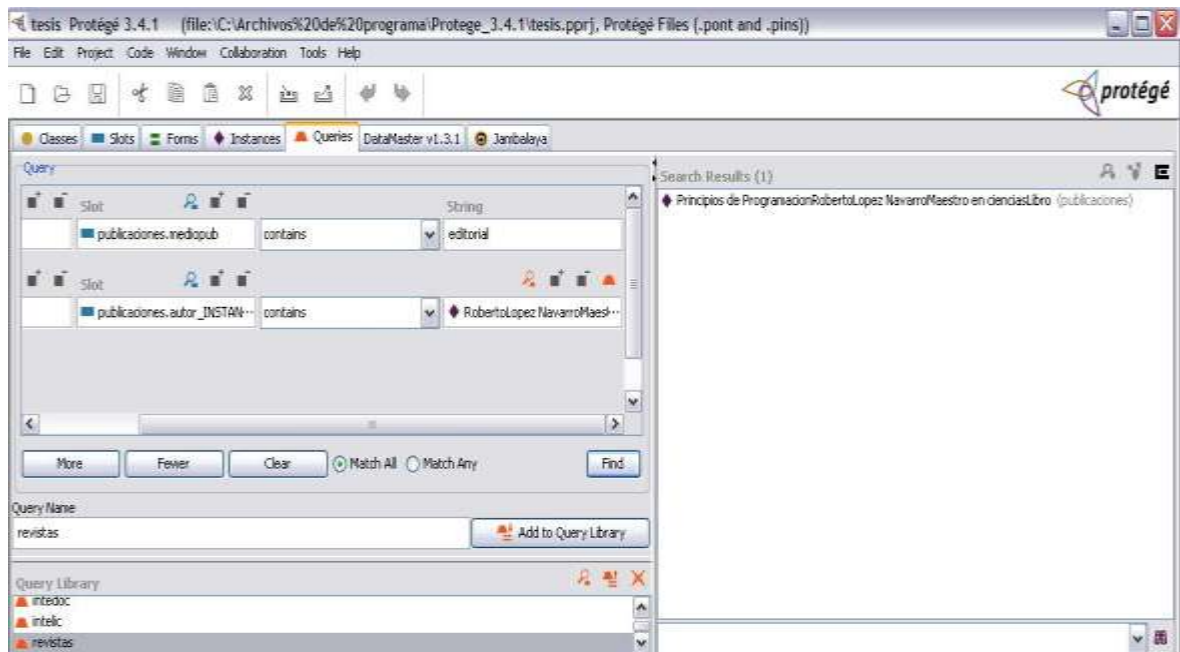 tesis Protégé 3.4.1 (file:\C:\Archivos%20de%20programa\Protege_3.4.1\tesis.pprj, Protégé Files (.pont and .pins))
File Edit Project Code Window Collaboration Tools Help
protégé
Classes Slots Forms Instances Queries DataMaster v1.3.1 Jambalaya
Query
Slot String
publicaciones.mediopub contains editorial
Slot
publicaciones.autor_INSTAN··· contains RobertoLopez NavarroMaes···
More Fewer Clear Match All Match Any Find
Query Name
revistas Add to Query Library
Query Library
intedoc
intelic
revistas
Search Results (1)
Principios de ProgramacionRobertoLopez NavarroMaestro en cienciasLibro (publicaciones)